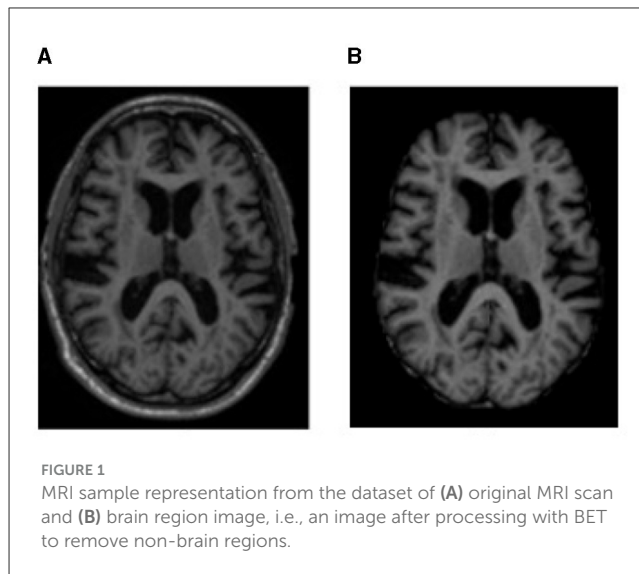 A
B
FIGURE 1
MRI sample representation from the dataset of (A) original MRI scan
and (B) brain region image, i.e., an image after processing with BET
to remove non-brain regions.